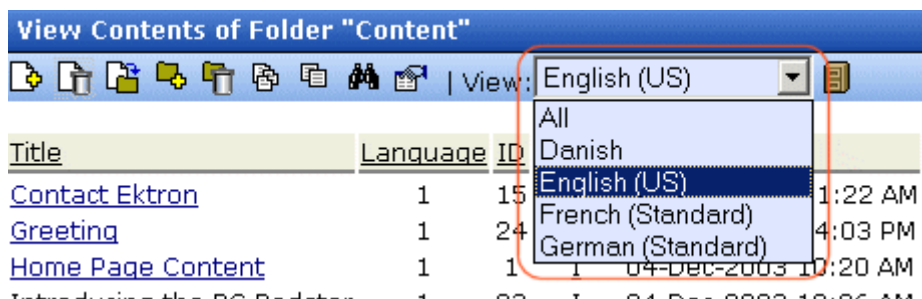 View Contents of Folder "Content"
| View: English (US)
All
Danish
English (US)
French (Standard)
German (Standard)
Title Language ID
Contact Ektron 1 15 1:22 AM
Greeting 1 24 4:03 PM
Home Page Content 1 1 I 04-Dec-2003 10:20 AM